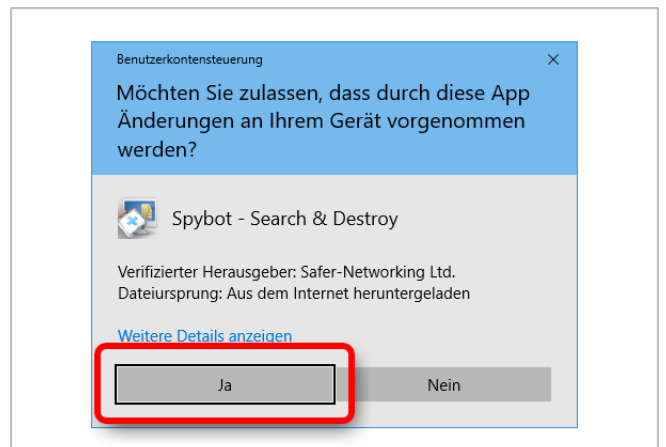 Benutzerkontensteuerung
Möchten Sie zulassen, dass durch diese App
Änderungen an Ihrem Gerät vorgenommen
werden?
Spybot - Search & Destroy
Verifizierter Herausgeber: Safer-Networking Ltd.
Dateiursprung: Aus dem Internet heruntergeladen
Weitere Details anzeigen
Ja
Nein